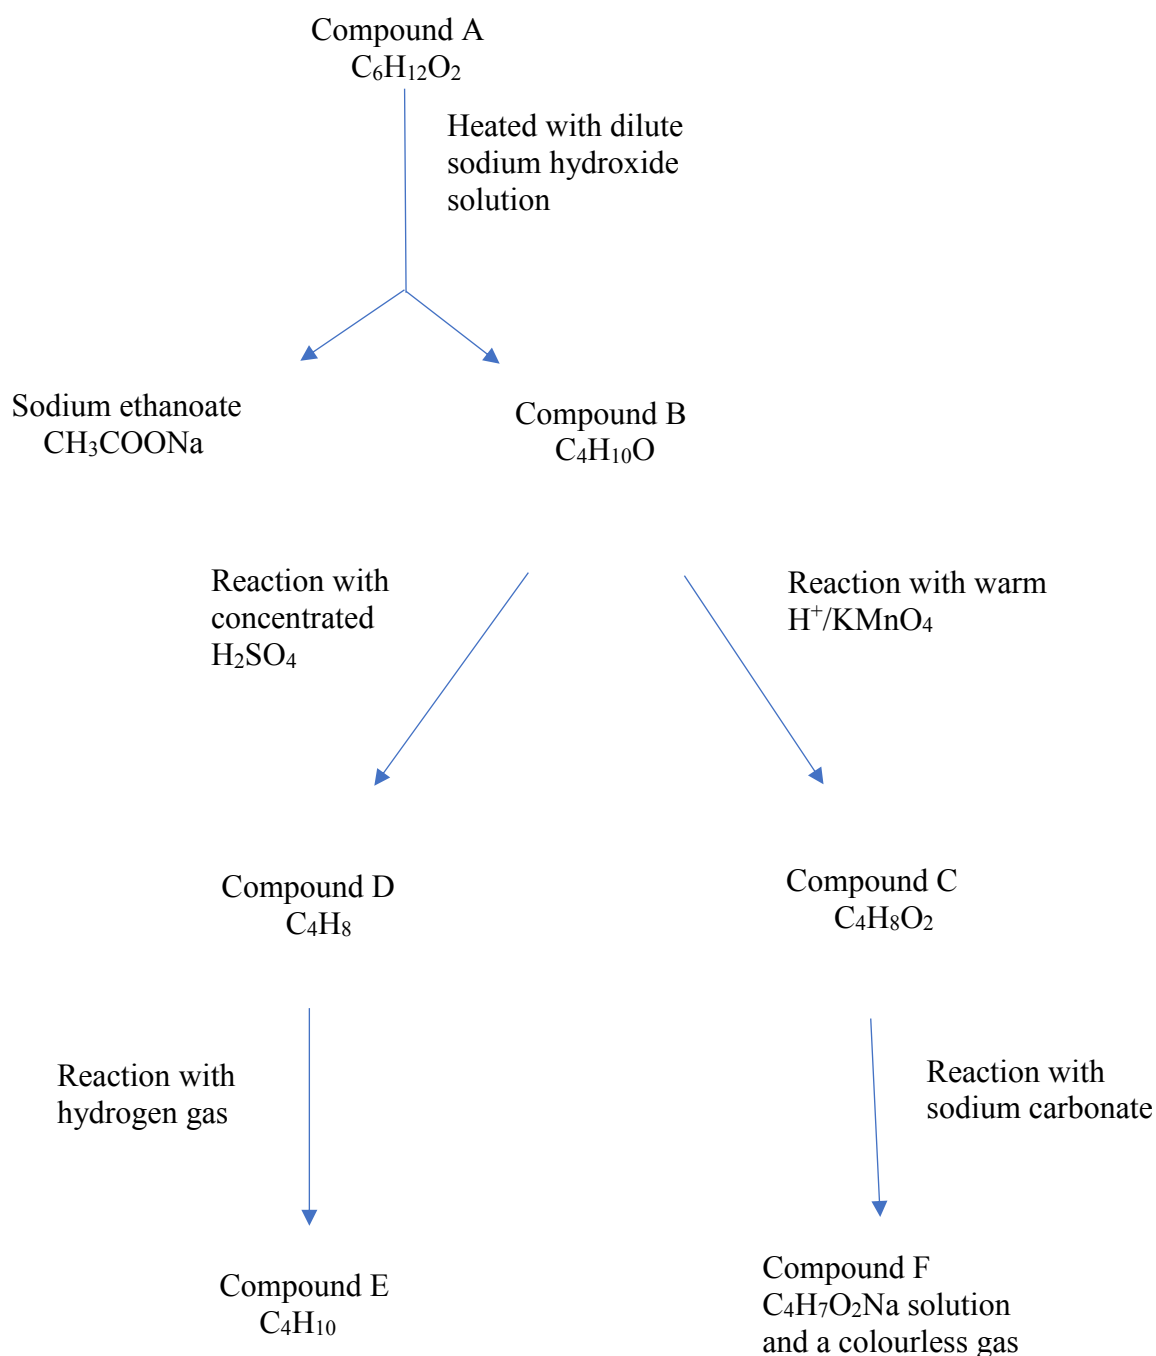 Compound A
C₆H₁₂O₂
Heated with dilute
sodium hydroxide
solution
Sodium ethanoate
CH₃COONa
Compound B
C₄H₁₀O
Reaction with
concentrated
H₂SO₄
Reaction with warm
H⁺/KMnO₄
Compound D
C₄H₈
Compound C
C₄H₈O₂
Reaction with
hydrogen gas
Reaction with
sodium carbonate
Compound E
C₄H₁₀
Compound F
C₄H₇O₂Na solution
and a colourless gas